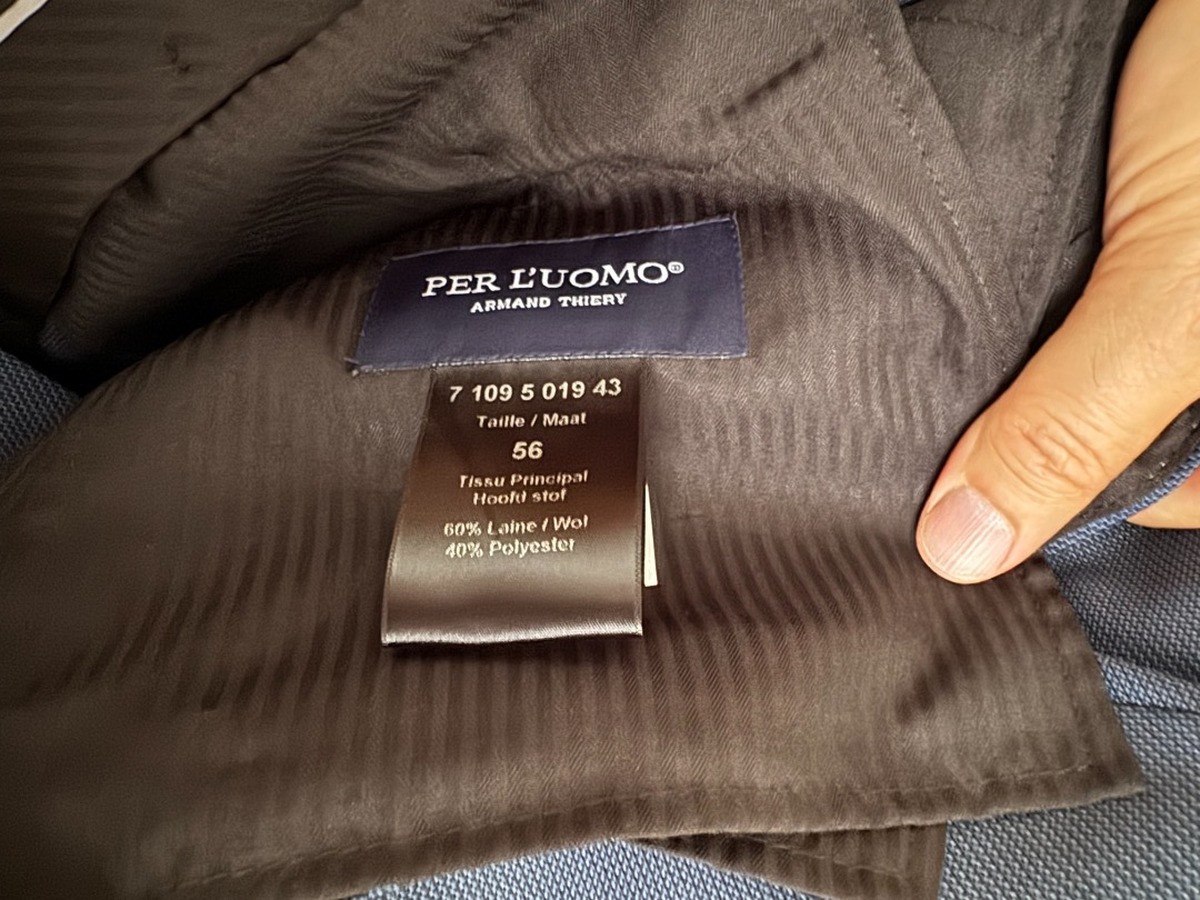 PER L'UOMO®
ARMAND THIERY
7 109 5 019 43
Taille / Maat
56
Tissu Principal
Hoofd stof
60% Laine / Wol
40% Polyester